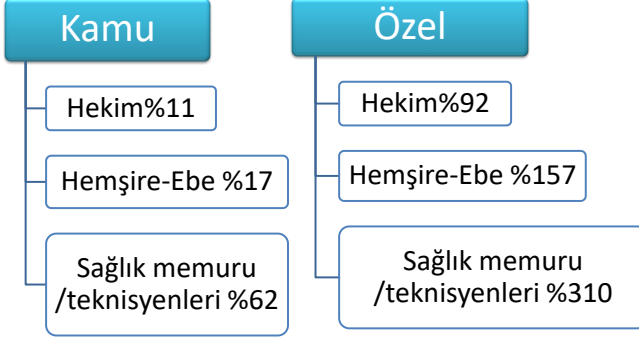 Kamu
Hekim%11
Hemşire-Ebe %17
Sağlık memuru
/teknisyenleri %62
Özel
Hekim%92
Hemşire-Ebe %157
Sağlık memuru
/teknisyenleri %310